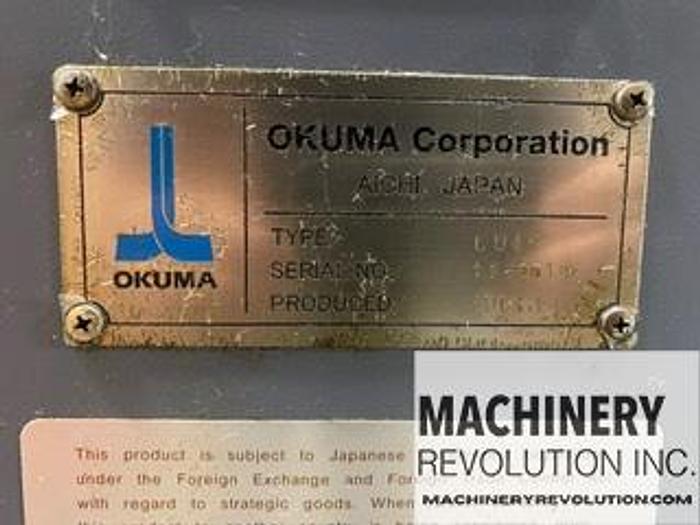 OKUMA Corporation
AICHI JAPAN
OKUMA
TYPE
SERIAL NO.
PRODUCED
This product is subject to Japanese
under the Foreign Exchange and
with regard to strategic goods. When
MACHINERY
REVOLUTION INC.
MACHINERYREVOLUTION.COM